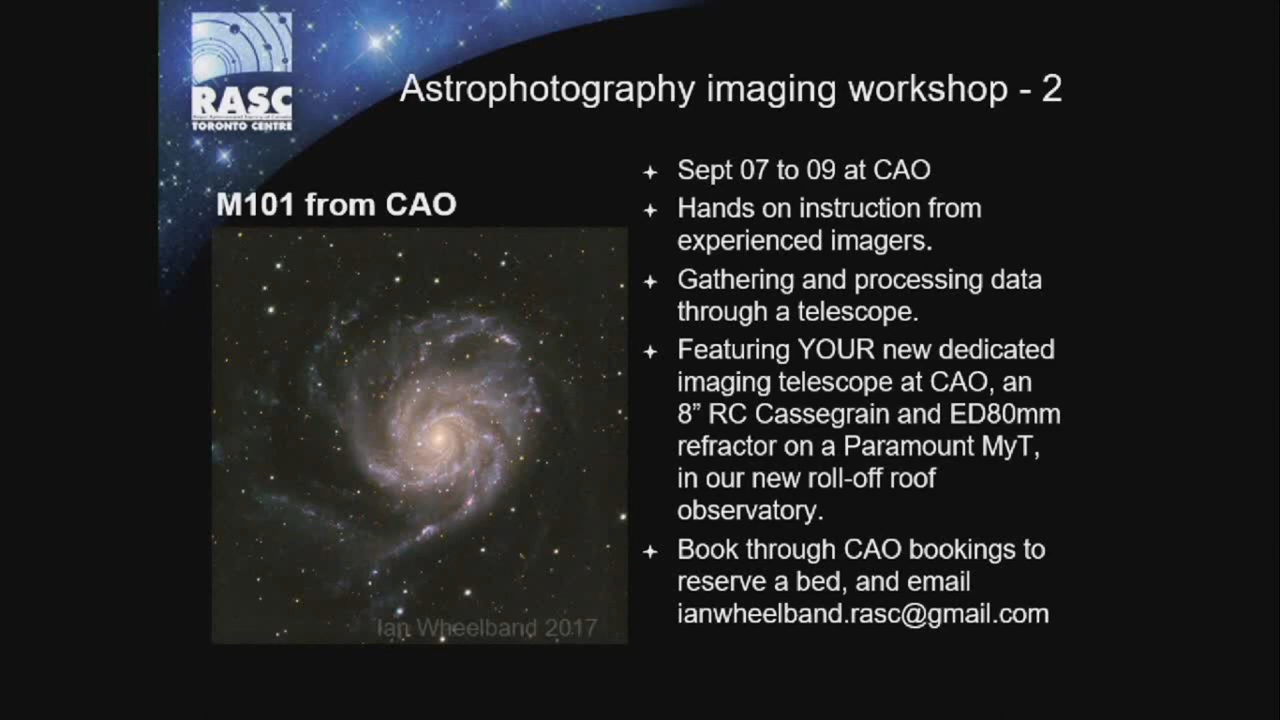 RASC
TORONTO CENTRE
Astrophotography imaging workshop - 2
M101 from CAO
Ian Wheelband 2017
Sept 07 to 09 at CAO
Hands on instruction from
experienced imagers.
Gathering and processing data
through a telescope.
Featuring YOUR new dedicated
imaging telescope at CAO, an
8” RC Cassegrain and ED80mm
refractor on a Paramount MyT,
in our new roll-off roof
observatory.
Book through CAO bookings to
reserve a bed, and email
ianwheelband.rasc@gmail.com